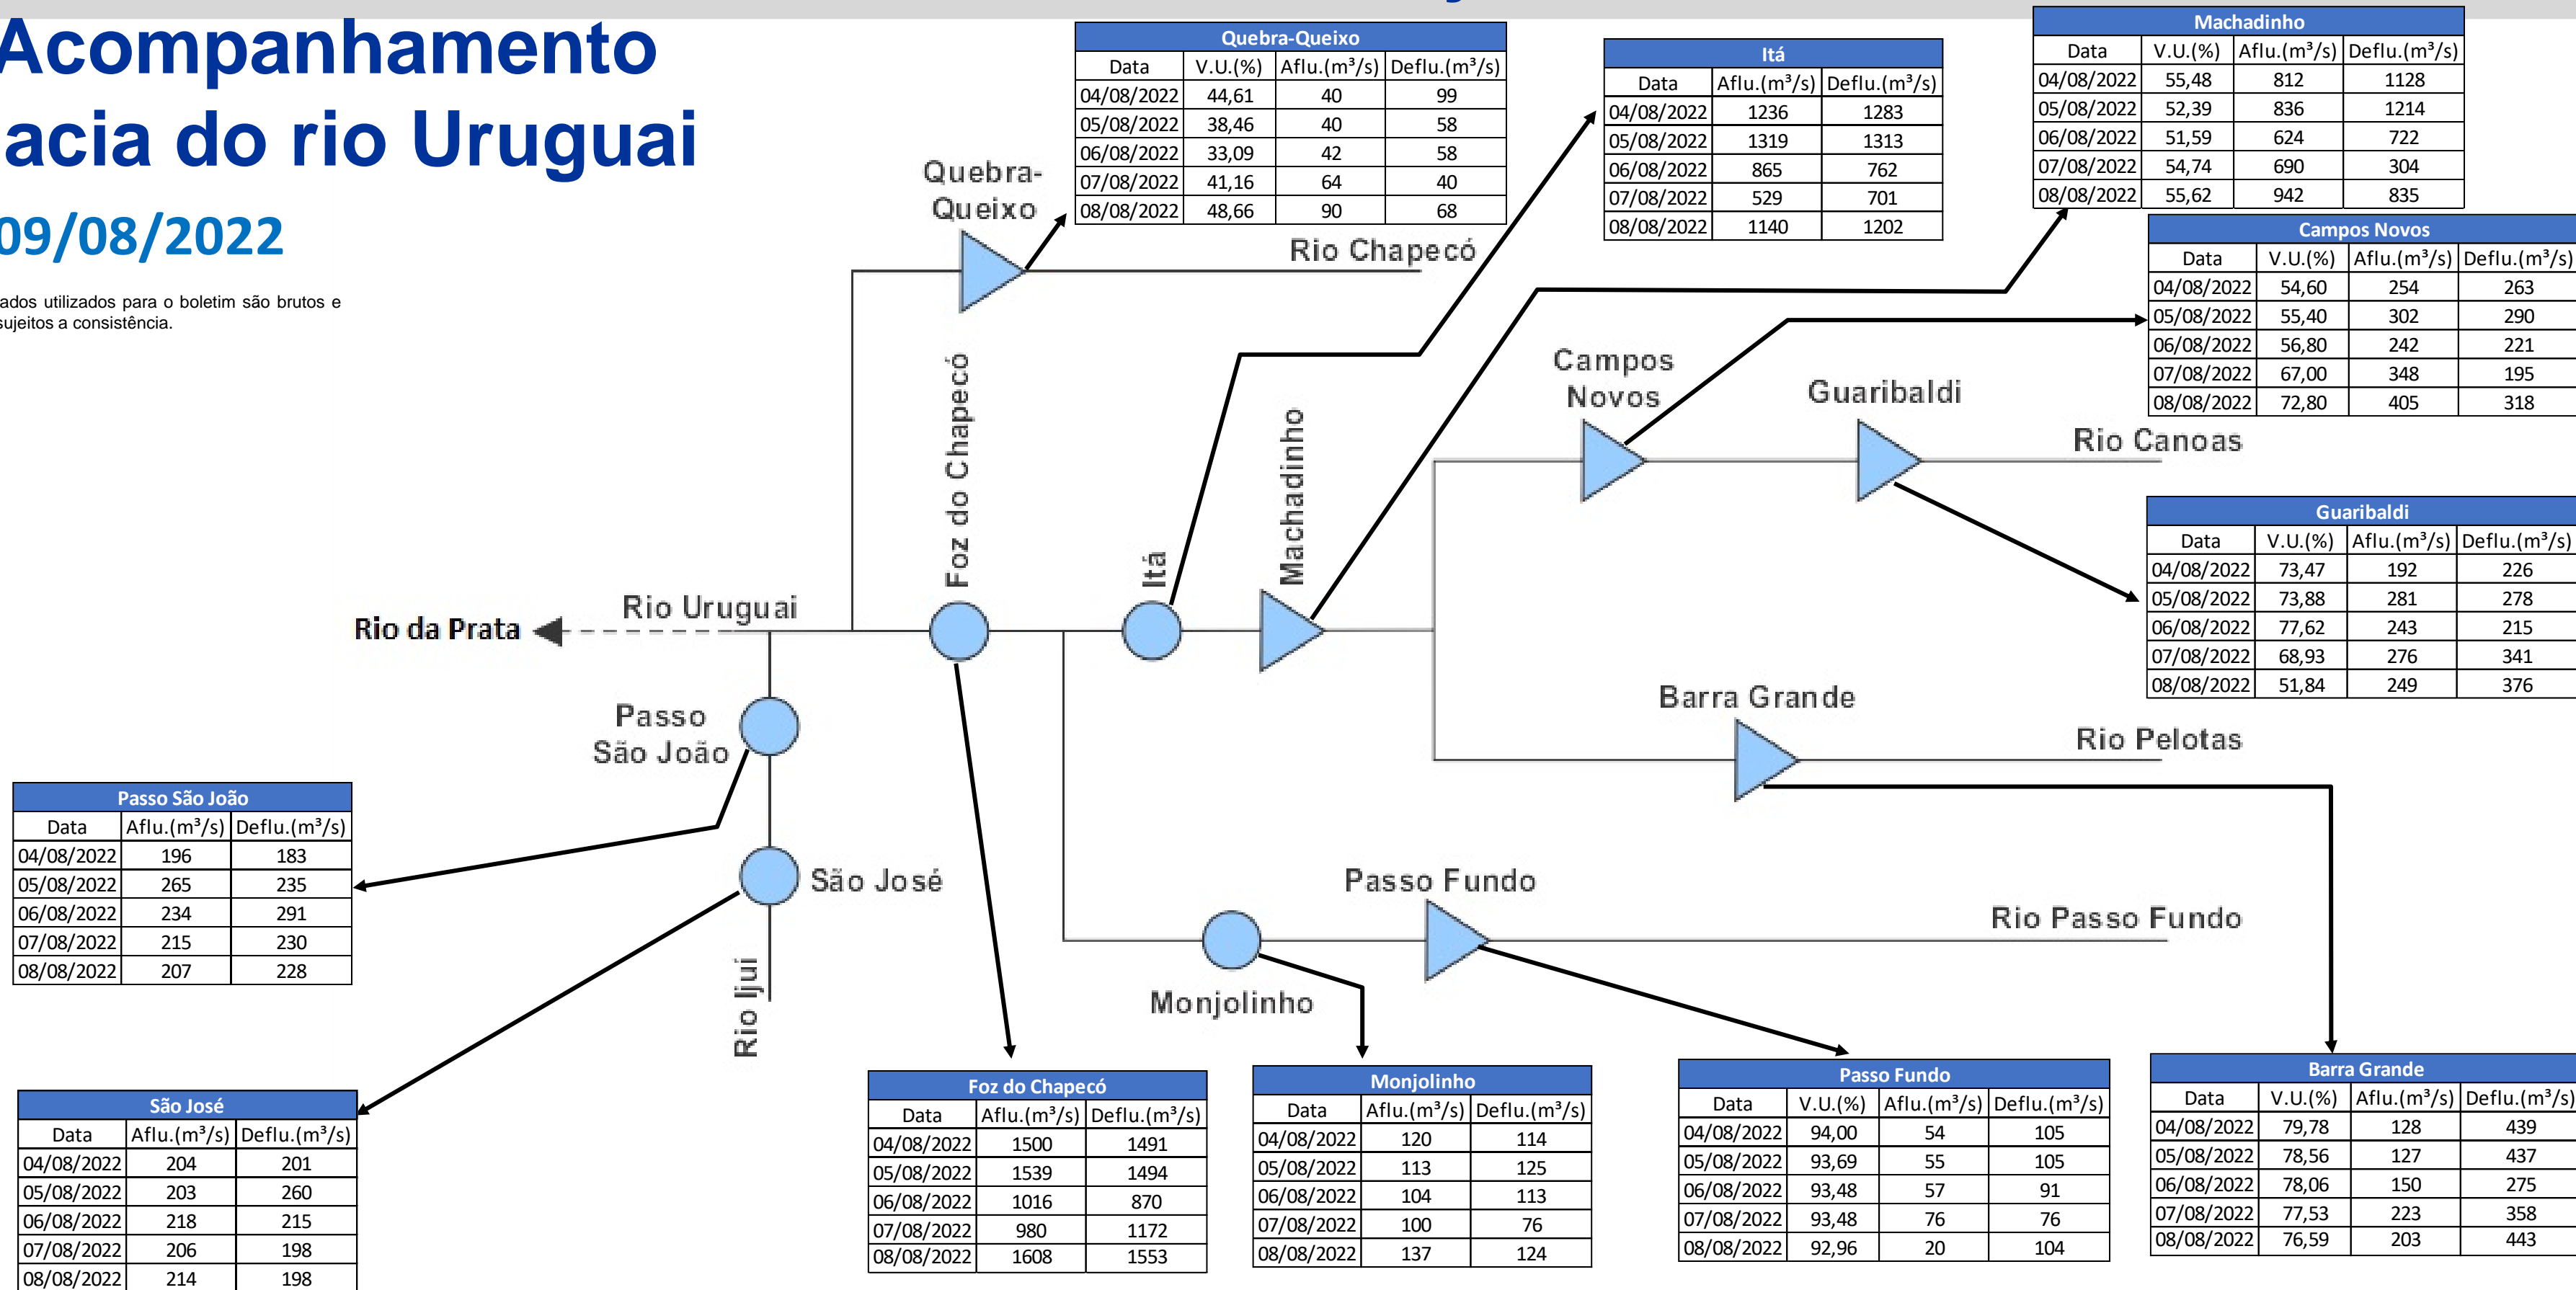 Acompanhamento
acia do rio Uruguai
09/08/2022
ados utilizados para o boletim são brutos e
sujeitos a consistência.
Quebra-Queixo
Data V.U.(%) Aflu.(m³/s) Deflu.(m³/s)
04/08/2022 44,61 40 99
05/08/2022 38,46 40 58
06/08/2022 33,09 42 58
07/08/2022 41,16 64 40
08/08/2022 48,66 90 68
Itá
Data Aflu.(m³/s) Deflu.(m³/s)
04/08/2022 1236 1283
05/08/2022 1319 1313
06/08/2022 865 762
07/08/2022 529 701
08/08/2022 1140 1202
Machadinho
Data V.U.(%) Aflu.(m³/s) Deflu.(m³/s)
04/08/2022 55,48 812 1128
05/08/2022 52,39 836 1214
06/08/2022 51,59 624 722
07/08/2022 54,74 690 304
08/08/2022 55,62 942 835
Campos Novos
Data V.U.(%) Aflu.(m³/s) Deflu.(m³/s)
04/08/2022 54,60 254 263
05/08/2022 55,40 302 290
06/08/2022 56,80 242 221
07/08/2022 67,00 348 195
08/08/2022 72,80 405 318
Quebra-
Queixo
Rio Chapecó
Foz do Chapecó
Itá
Machadinho
Campos
Novos
Guaribaldi
Rio Canoas
Guaribaldi
Data V.U.(%) Aflu.(m³/s) Deflu.(m³/s)
04/08/2022 73,47 192 226
05/08/2022 73,88 281 278
06/08/2022 77,62 243 215
07/08/2022 68,93 276 341
08/08/2022 51,84 249 376
Rio da Prata
Rio Uruguai
Barra Grande
Rio Pelotas
Passo
São João
São José
Rio Ijuí
Passo Fundo
Rio Passo Fundo
Monjolinho
Passo São João
Data Aflu.(m³/s) Deflu.(m³/s)
04/08/2022 196 183
05/08/2022 265 235
06/08/2022 234 291
07/08/2022 215 230
08/08/2022 207 228
São José
Data Aflu.(m³/s) Deflu.(m³/s)
04/08/2022 204 201
05/08/2022 203 260
06/08/2022 218 215
07/08/2022 206 198
08/08/2022 214 198
Foz do Chapecó
Data Aflu.(m³/s) Deflu.(m³/s)
04/08/2022 1500 1491
05/08/2022 1539 1494
06/08/2022 1016 870
07/08/2022 980 1172
08/08/2022 1608 1553
Monjolinho
Data Aflu.(m³/s) Deflu.(m³/s)
04/08/2022 120 114
05/08/2022 113 125
06/08/2022 104 113
07/08/2022 100 76
08/08/2022 137 124
Passo Fundo
Data V.U.(%) Aflu.(m³/s) Deflu.(m³/s)
04/08/2022 94,00 54 105
05/08/2022 93,69 55 105
06/08/2022 93,48 57 91
07/08/2022 93,48 76 76
08/08/2022 92,96 20 104
Barra Grande
Data V.U.(%) Aflu.(m³/s) Deflu.(m³/s)
04/08/2022 79,78 128 439
05/08/2022 78,56 127 437
06/08/2022 78,06 150 275
07/08/2022 77,53 223 358
08/08/2022 76,59 203 443